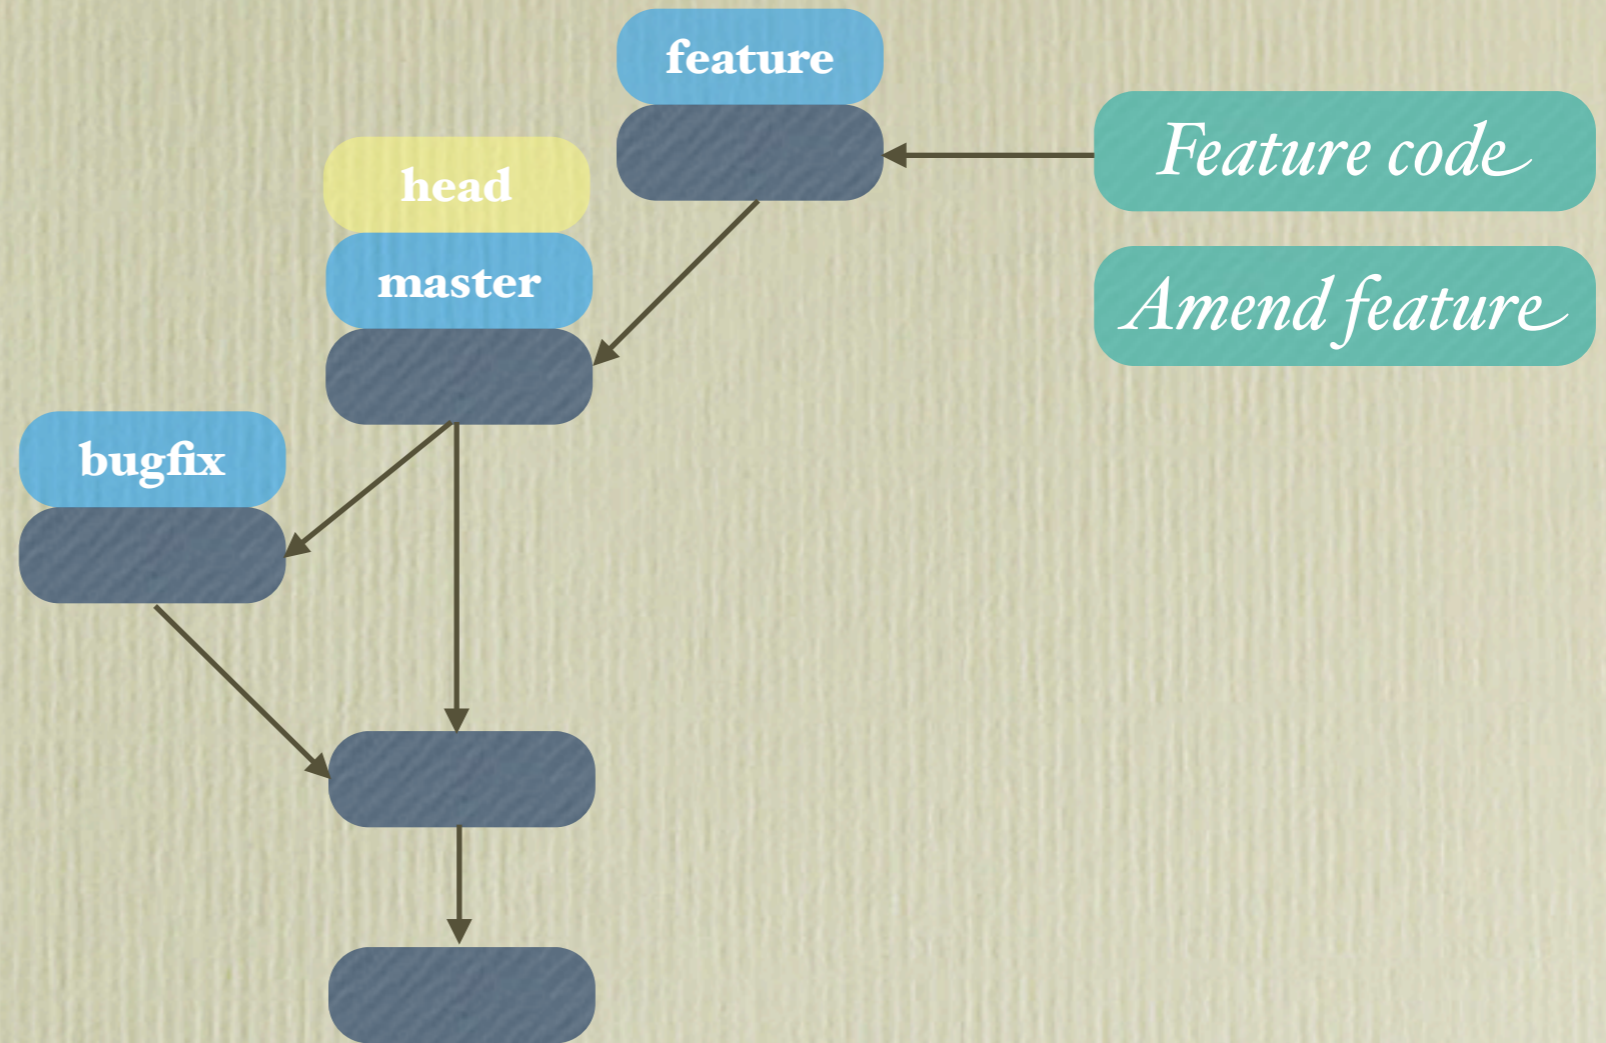 feature
Feature code
head
master
Amend feature
bugfix